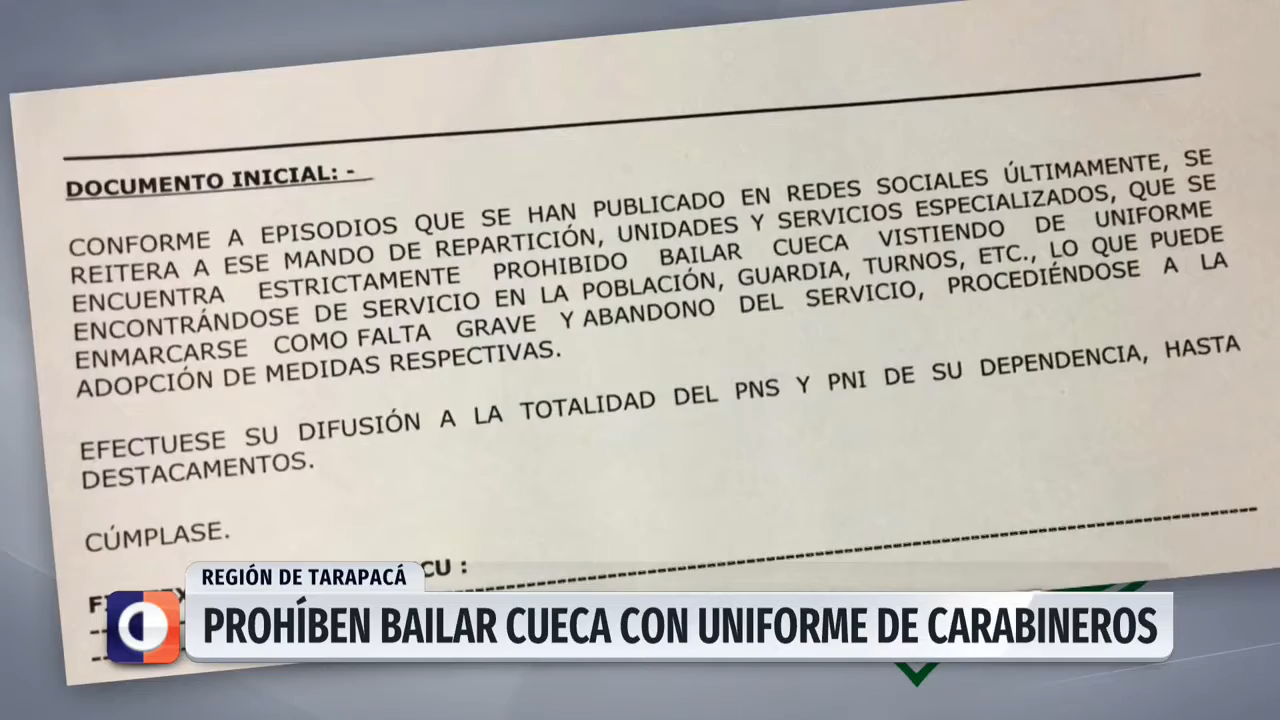 DOCUMENTO INICIAL: -
CONFORME A EPISODIOS QUE SE HAN PUBLICADO EN REDES SOCIALES ÚLTIMAMENTE, SE
REITERA A ESE MANDO DE REPARTICIÓN, UNIDADES Y SERVICIOS ESPECIALIZADOS, QUE SE
ENCUENTRA ESTRICTAMENTE PROHIBIDO BAILAR CUECA VISTIENDO DE UNIFORME
ENCONTRÁNDOSE DE SERVICIO EN LA POBLACIÓN, GUARDIA, TURNOS, ETC., LO QUE PUEDE
ENMARCARSE COMO FALTA GRAVE Y ABANDONO DEL SERVICIO, PROCEDIÉNDOSE A LA
ADOPCIÓN DE MEDIDAS RESPECTIVAS.
EFECTUESE SU DIFUSIÓN A LA TOTALIDAD DEL PNS Y PNI DE SU DEPENDENCIA, HASTA
DESTACAMENTOS.
CÚMPLASE.
CU :
REGIÓN DE TARAPACÁ
PROHÍBEN BAILAR CUECA CON UNIFORME DE CARABINEROS